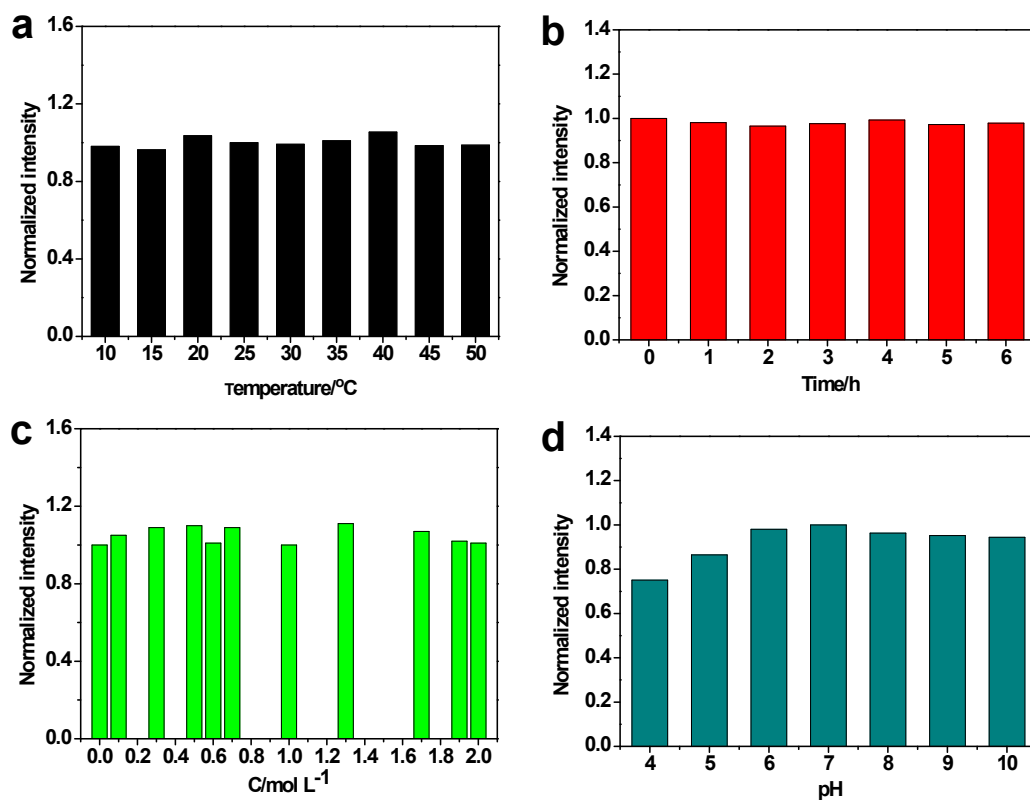 a
1.6
1.2
0.8
0.4
0.0
Normalized intensity
10 15 20 25 30 35 40 45 50
Temperature/°C
b
1.4
1.2
1.0
0.8
0.6
0.4
0.2
0.0
Normalized intensity
0 1 2 3 4 5 6
Time/h
c
1.6
1.2
0.8
0.4
0.0
Normalized intensity
0.0 0.2 0.4 0.6 0.8 1.0 1.2 1.4 1.6 1.8 2.0
C/mol L⁻¹
d
1.4
1.2
1.0
0.8
0.6
0.4
0.2
0.0
Normalized intensity
4 5 6 7 8 9 10
pH